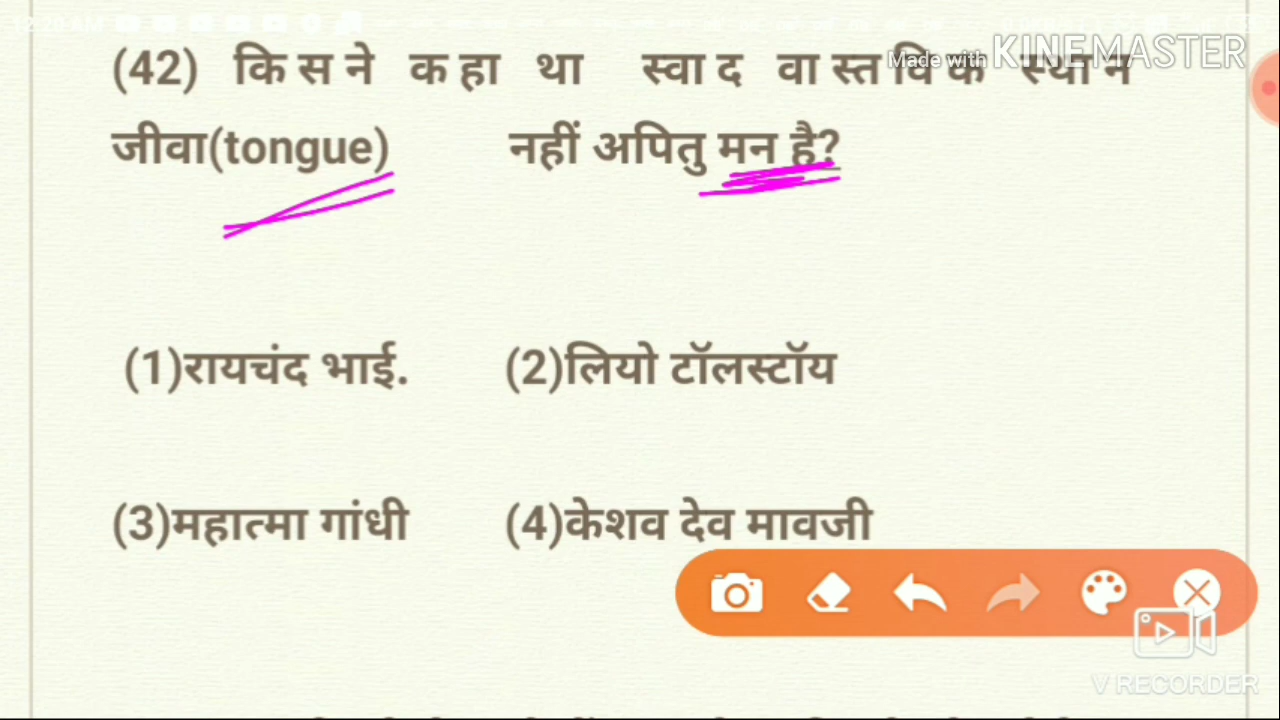 Made with KINEMASTER
(42) किसने कहा था स्वाद वास्तविक स्थान
जीवा(tongue) नहीं अपितु मन है?
(1)रायचंद भाई. (2)लियो टॉलस्टॉय
(3)महात्मा गांधी (4)केशव देव मावजी
V RECORDER